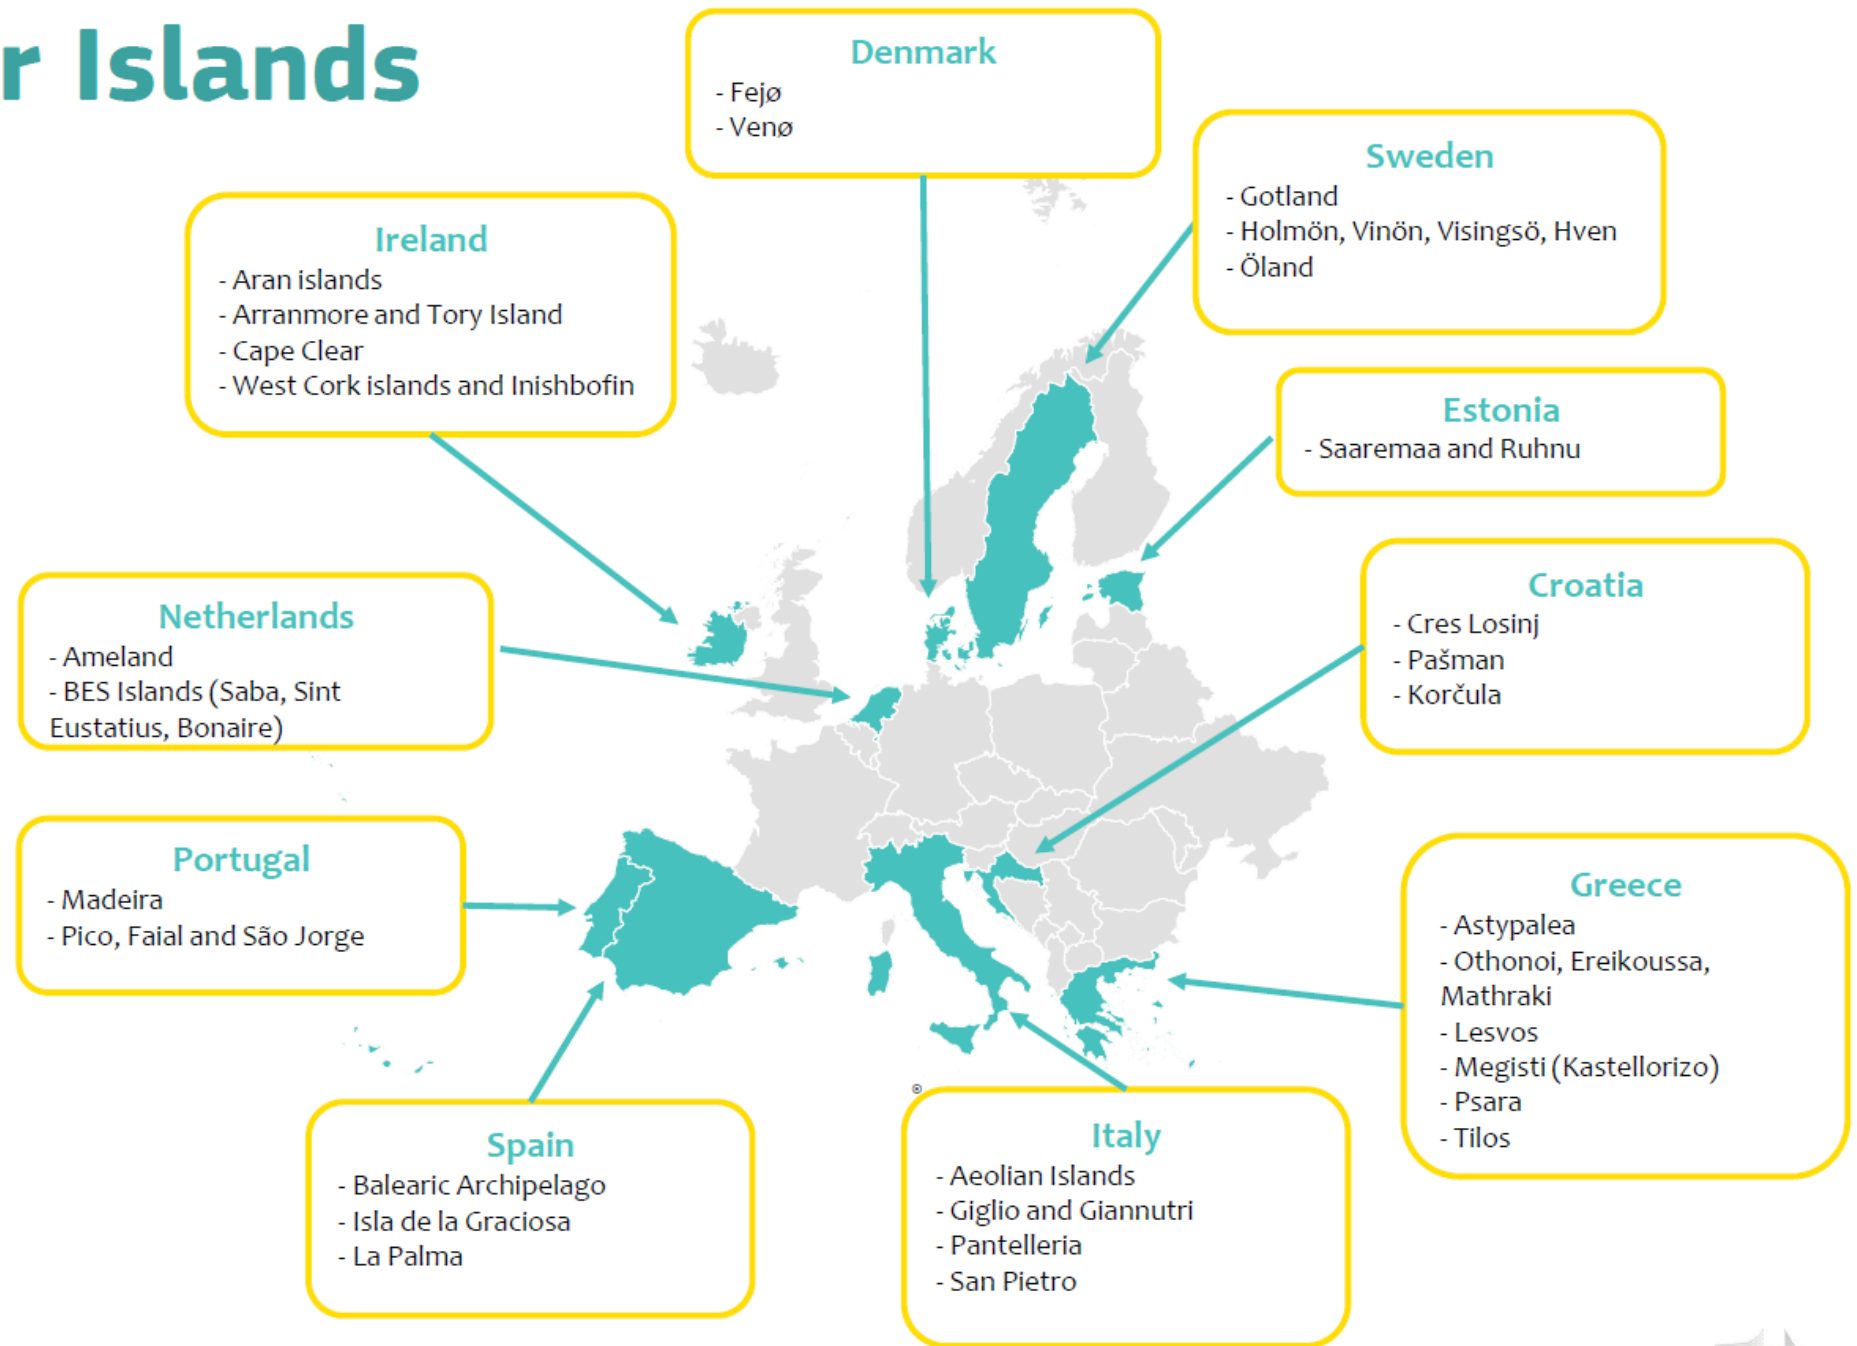 r Islands
Denmark
- Fejø
- Venø
Sweden
- Gotland
- Holmön, Vinön, Visingsö, Hven
- Öland
Ireland
- Aran islands
- Arranmore and Tory Island
- Cape Clear
- West Cork islands and Inishbofin
Estonia
- Saaremaa and Ruhnu
Netherlands
- Ameland
- BES Islands (Saba, Sint
Eustatius, Bonaire)
Croatia
- Cres Losinj
- Pašman
- Korčula
Portugal
- Madeira
- Pico, Faial and São Jorge
Greece
- Astypalea
- Othonoi, Ereikoussa,
Mathraki
- Lesvos
- Megisti (Kastellorizo)
- Psara
- Tilos
Spain
- Balearic Archipelago
- Isla de la Graciosa
- La Palma
®
Italy
- Aeolian Islands
- Giglio and Giannutri
- Pantelleria
- San Pietro